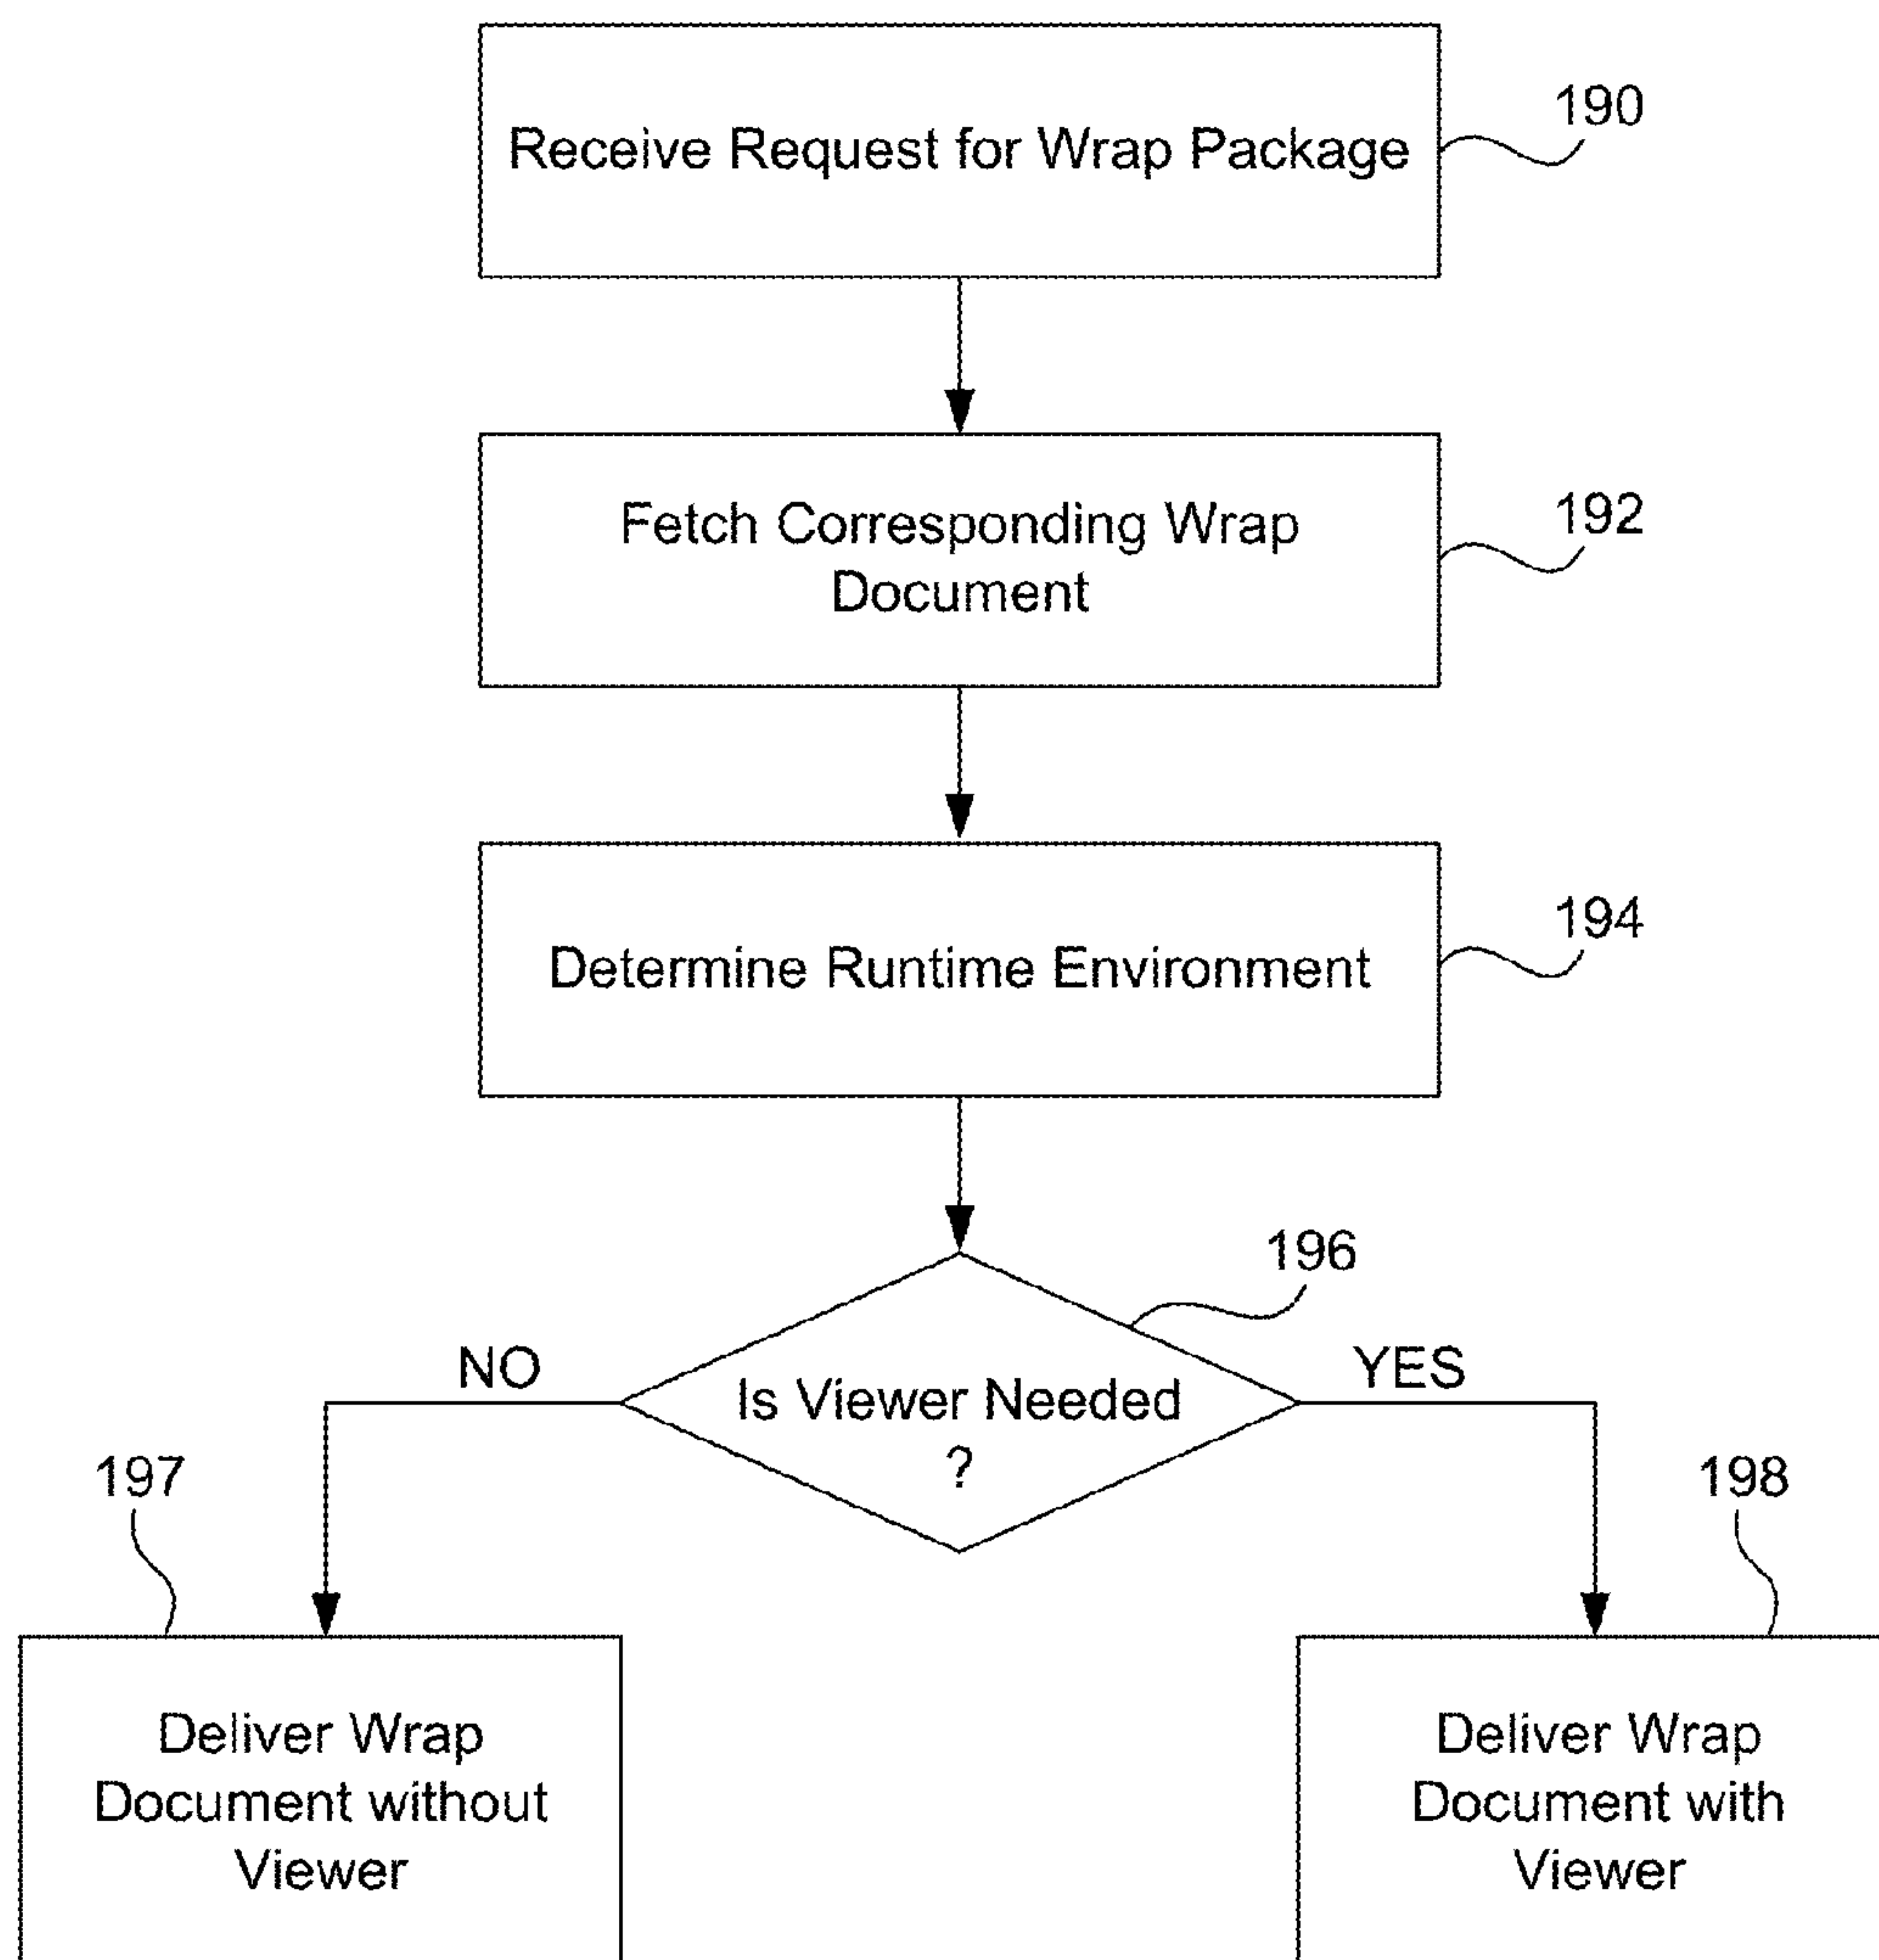 Receive Request for Wrap Package
190
Fetch Corresponding Wrap
Document
192
Determine Runtime Environment
194
196
NO
Is Viewer Needed
?
YES
197
198
Deliver Wrap
Document without
Viewer
Deliver Wrap
Document with
Viewer